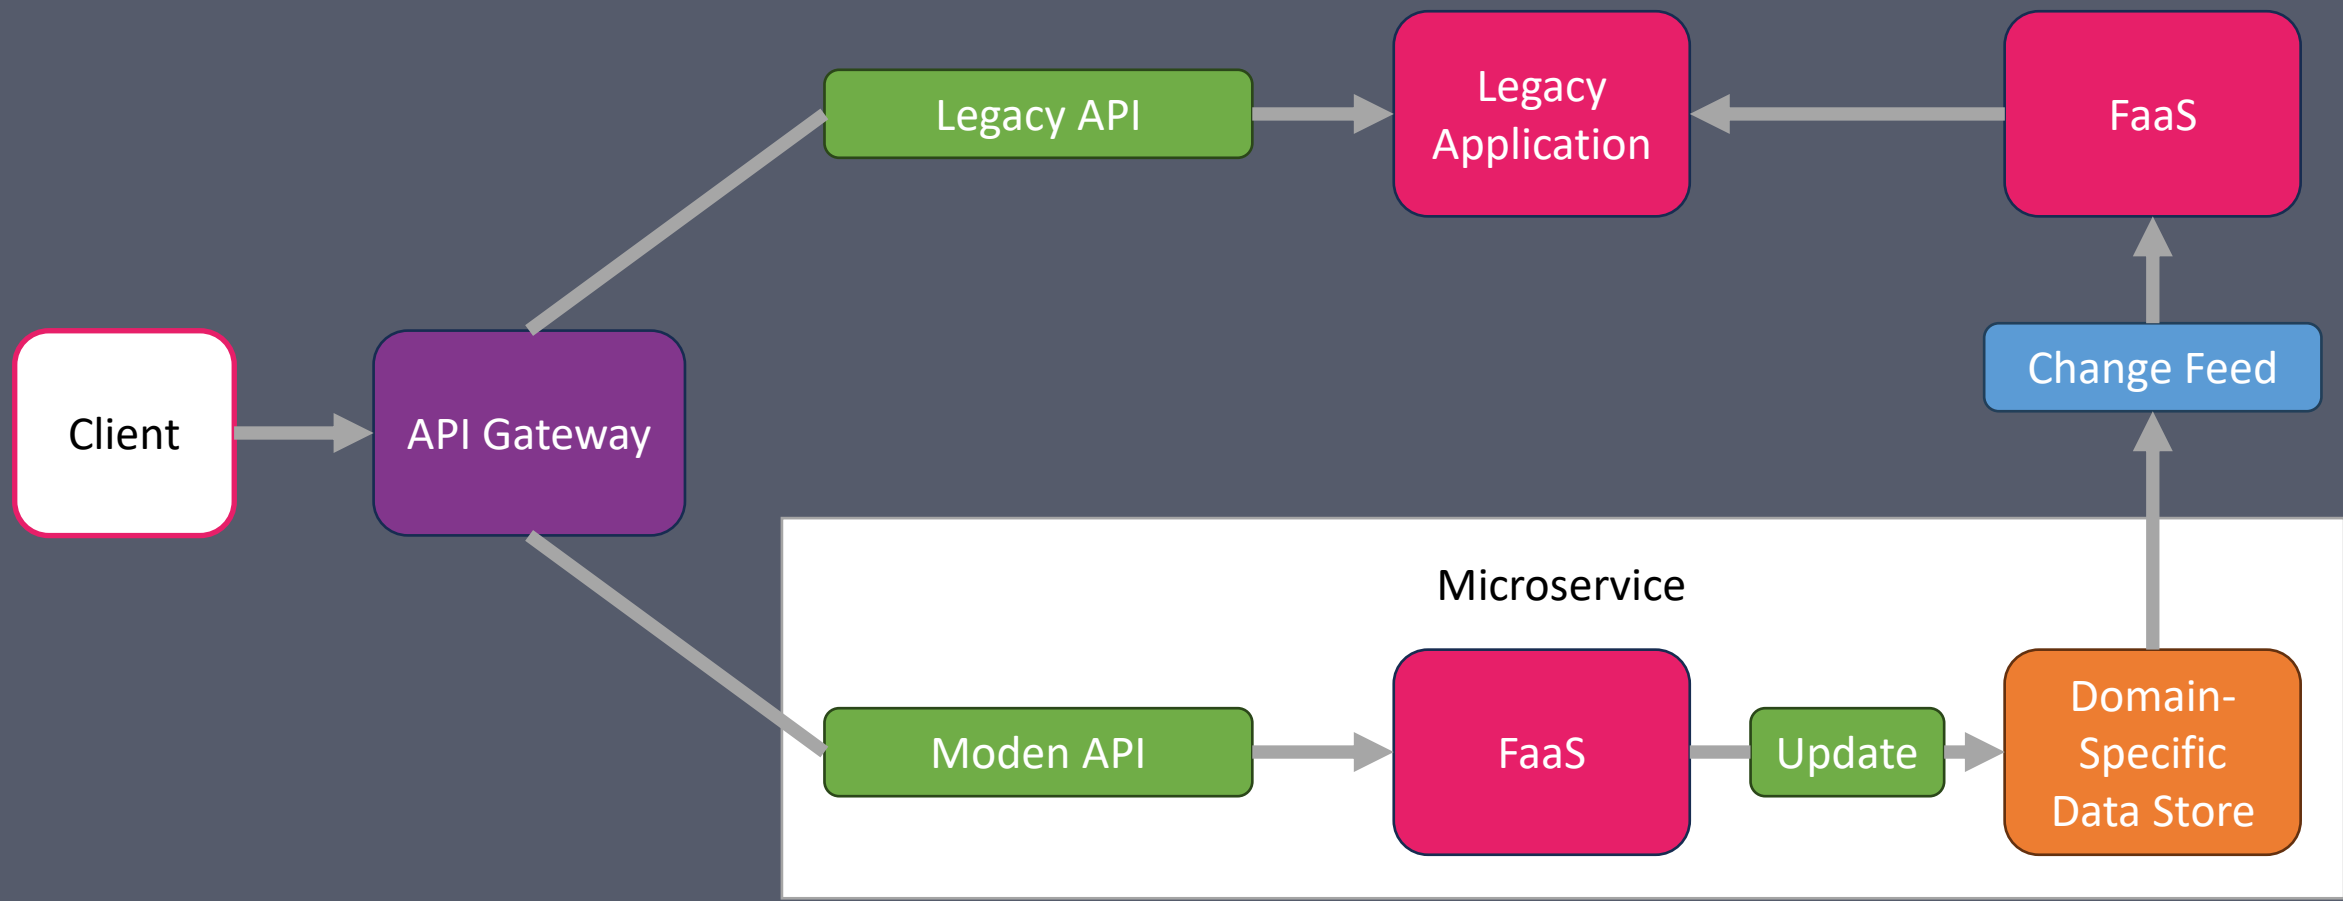 Legacy API
Legacy
Application
FaaS
Change Feed
Client
API Gateway
Microservice
Moden API
FaaS
Update
Domain-
Specific
Data Store